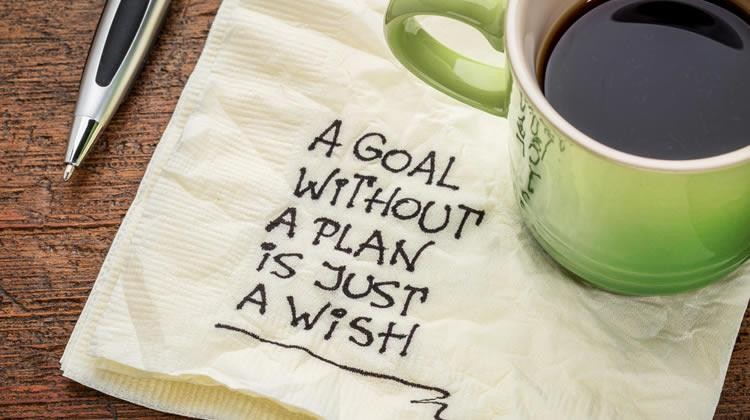 A GOAL
WITHOUT
A PLAN
iS JUST
A WiSH